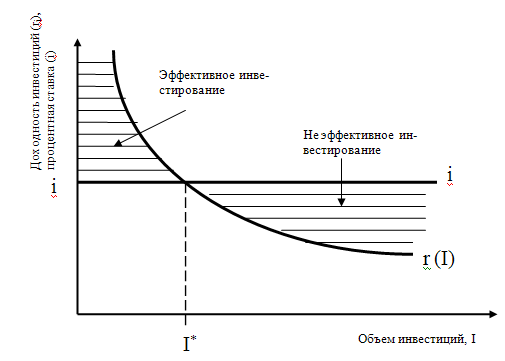 Доходность инвестиций (r),
процентная ставка (i)
Эффективное инве-
стирование
Не эффективное ин-
вестирование
i
i
r (I)
I*
Объем инвестиций, I